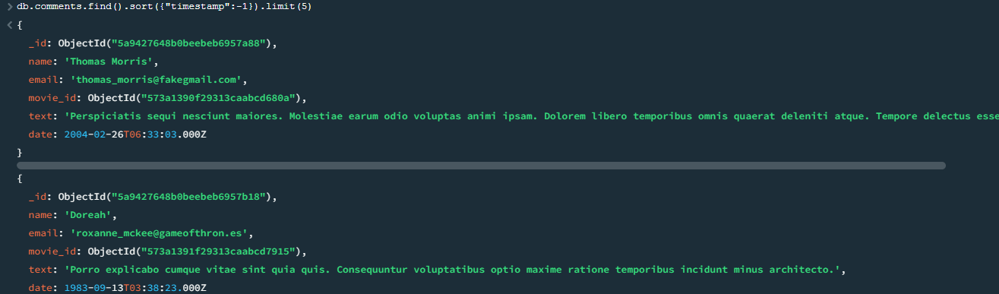 > db.comments.find().sort({"timestamp":-1}).limit(5)
< {
_id: ObjectId("5a9427648b0beebeb6957a88"),
name: 'Thomas Morris',
email: 'thomas_morris@fakegmail.com',
movie_id: ObjectId("573a1390f29313caabcd680a"),
text: 'Perspiciatis sequi nesciunt maiores. Molestiae earum odio voluptas animi ipsam. Dolorem libero temporibus omnis quaerat deleniti atque. Tempore delectus esse
date: 2004-02-26T06:33:03.000Z
}
{
_id: ObjectId("5a9427648b0beebeb6957b18"),
name: 'Doreah',
email: 'roxanne_mckee@gameofthron.es',
movie_id: ObjectId("573a1391f29313caabcd7915"),
text: 'Porro explicabo cumque vitae sint quia quis. Consequuntur voluptatibus optio maxime ratione temporibus incidunt minus architecto.',
date: 1983-09-13T03:38:23.000Z